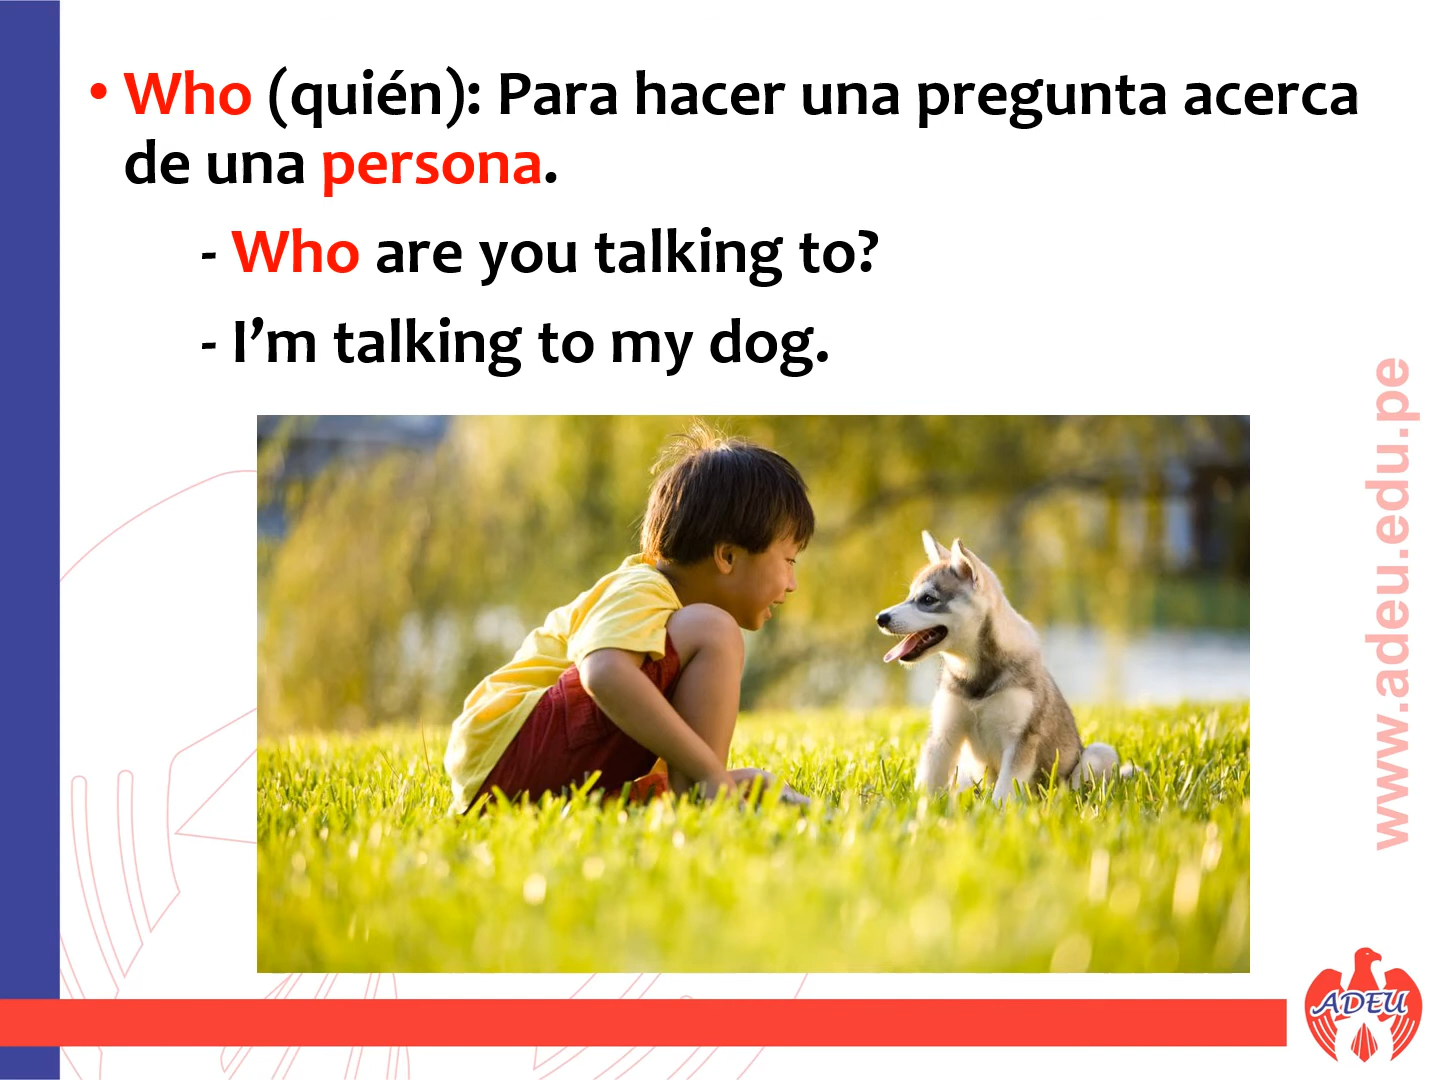 • Who (quién): Para hacer una pregunta acerca
de una persona.
- Who are you talking to?
- I’m talking to my dog.
www.adeu.edu.pe
ADEU